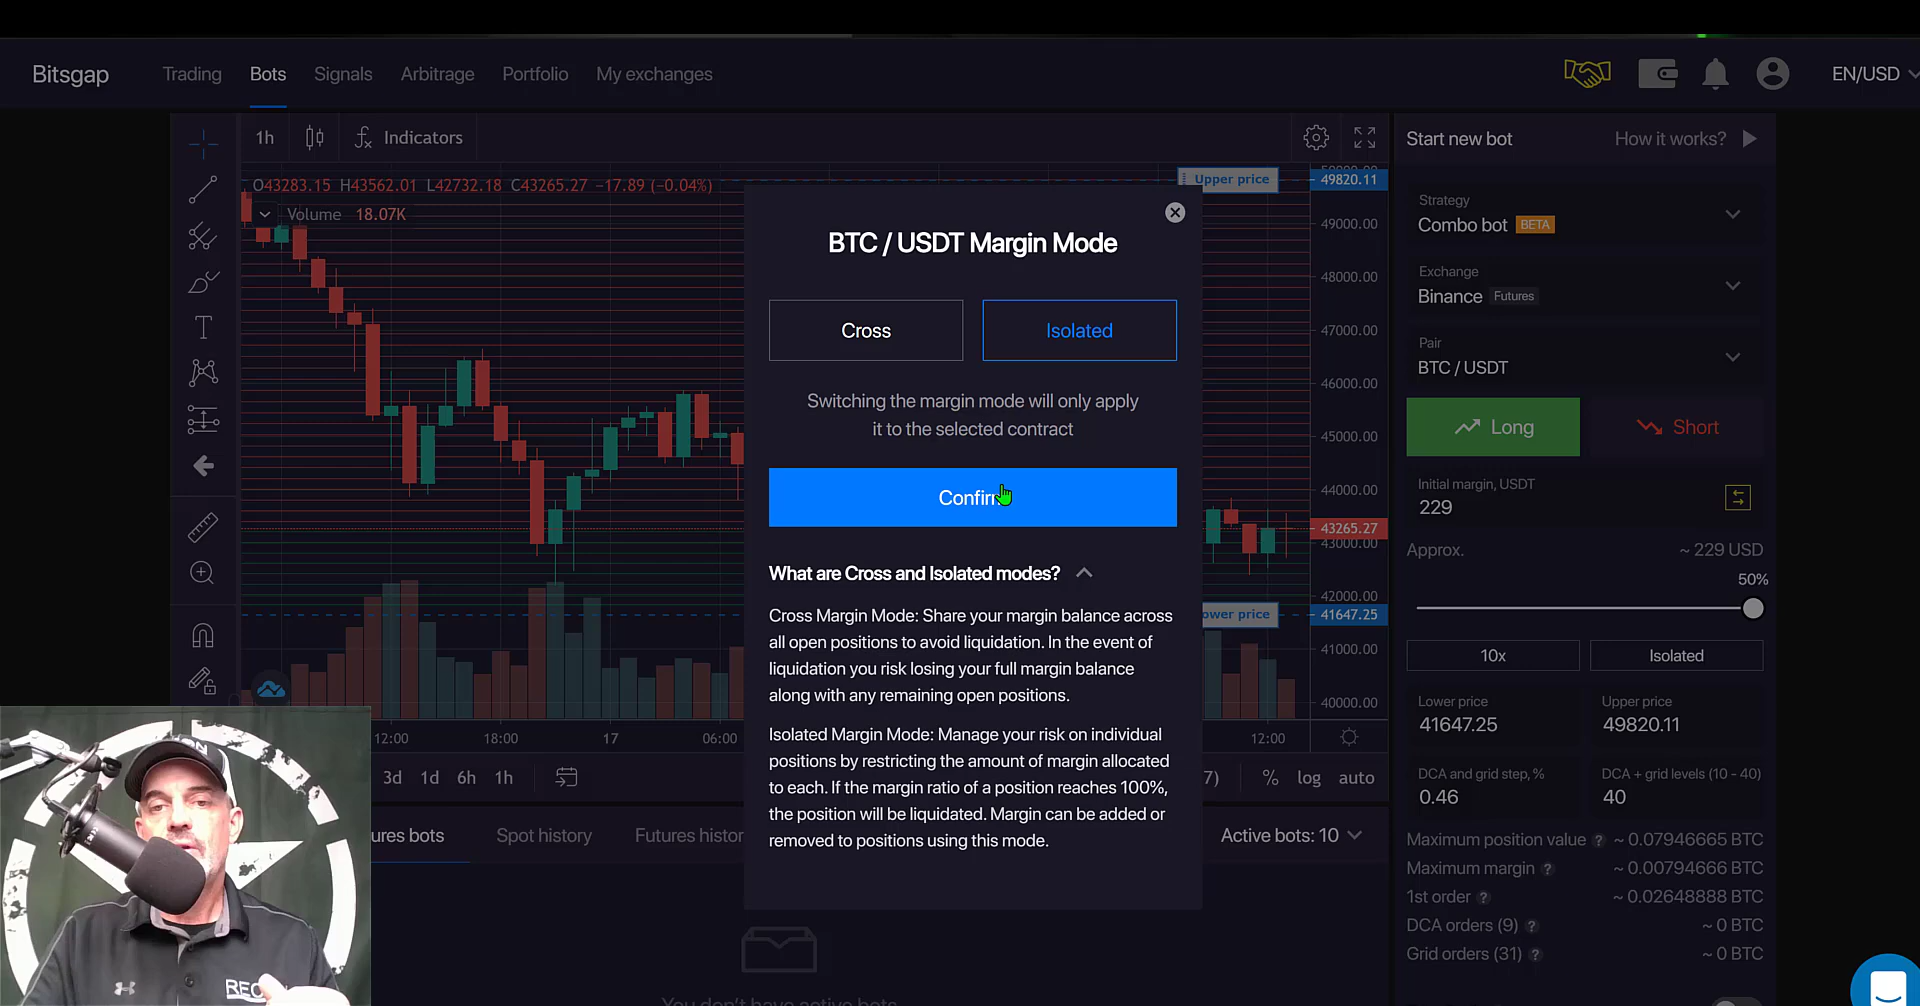 Bitsgap
Trading
Bots
Signals
Arbitrage
Portfolio
My exchanges
EN/USD
1h
Indicators
O43283.15 H43562.01 L42732.18 C43265.27 −17.89 (−0.04%)
Volume 18.07K
Upper price
49820.11
49000.00
48000.00
47000.00
46000.00
45000.00
44000.00
43265.27
43000.00
42000.00
41647.25
41000.00
40000.00
12:00
18:00
17
06:00
12:00
3d
1d
6h
1h
7)
%
log
auto
ures bots
Spot history
Active bots: 10
BTC / USDT Margin Mode
Cross
Isolated
Switching the margin mode will only apply
it to the selected contract
What are Cross and Isolated modes?
Cross Margin Mode: Share your margin balance across
all open positions to avoid liquidation. In the event of
liquidation you risk losing your full margin balance
along with any remaining open positions.
Isolated Margin Mode: Manage your risk on individual
positions by restricting the amount of margin allocated
to each. If the margin ratio of a position reaches 100%,
the position will be liquidated. Margin can be added or
removed to positions using this mode.
Start new bot
How it works?
Strategy
Combo bot BETA
Exchange
Binance Futures
Pair
BTC / USDT
Long
Short
Initial margin, USDT
229
Approx.
~ 229 USD
50%
10x
Isolated
Lower price
41647.25
Upper price
49820.11
DCA and grid step, %
0.46
DCA + grid levels (10 - 40)
40
Maximum position value ? ~ 0.07946665 BTC
Maximum margin ? ~ 0.00794666 BTC
1st order ? ~ 0.02648888 BTC
DCA orders (9) ? ~ 0 BTC
Grid orders (31) ? ~ 0 BTC